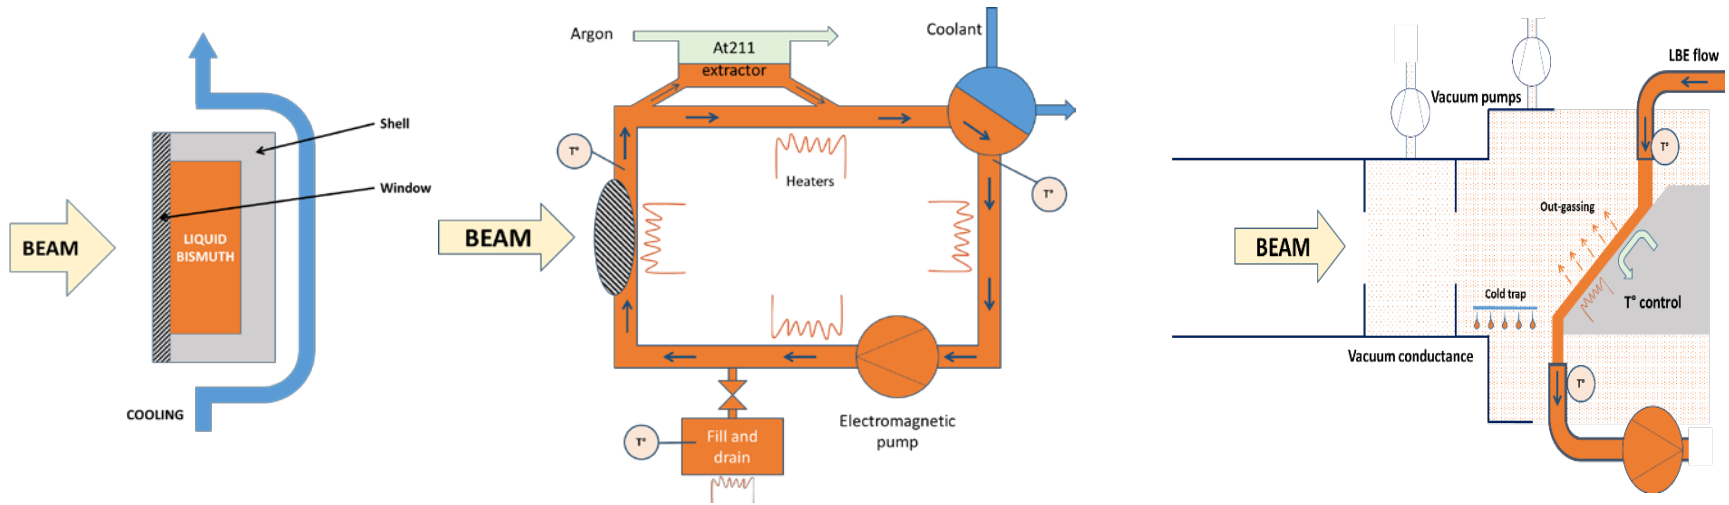 Shell
Window
BEAM
LIQUID
BISMUTH
COOLING
Argon
At211
extractor
Coolant
T°
Heaters
T°
BEAM
Electromagnetic
pump
T°
Fill and
drain
LBE flow
Vacuum pumps
T°
Out-gassing
BEAM
Cold trap
T° control
Vacuum conductance
T°